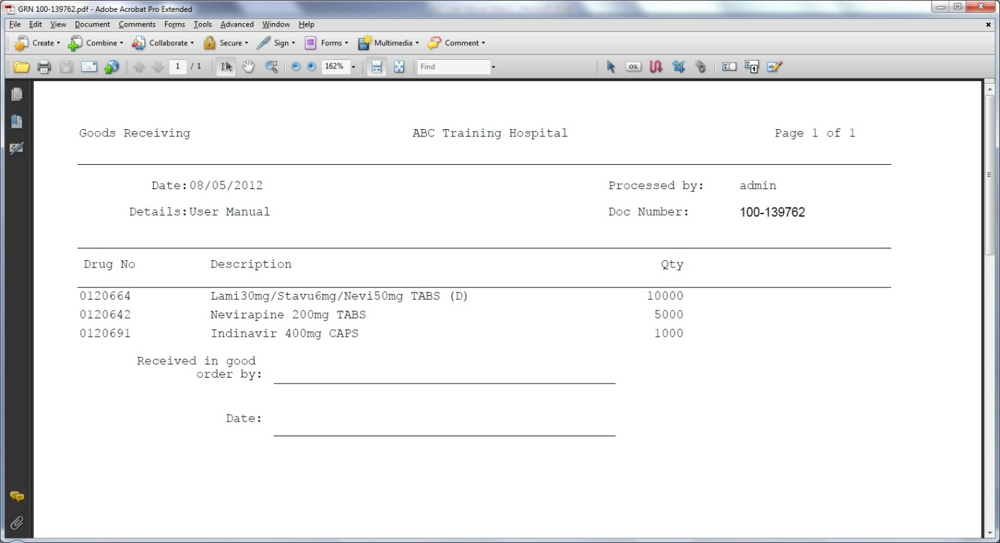 GRN 100-139762.pdf - Adobe Acrobat Pro Extended
File Edit View Document Comments Forms Tools Advanced Window Help
Create Combine Collaborate Secure Sign Forms Multimedia Comment
1 / 1 162% Find OK
Goods Receiving ABC Training Hospital Page 1 of 1
Date: 08/05/2012 Processed by: admin
Details: User Manual Doc Number: 100-139762
Drug No Description Qty
0120664 Lami30mg/Stavu6mg/Nevi50mg TABS (D) 10000
0120642 Nevirapine 200mg TABS 5000
0120691 Indinavir 400mg CAPS 1000
Received in good
order by:
Date: